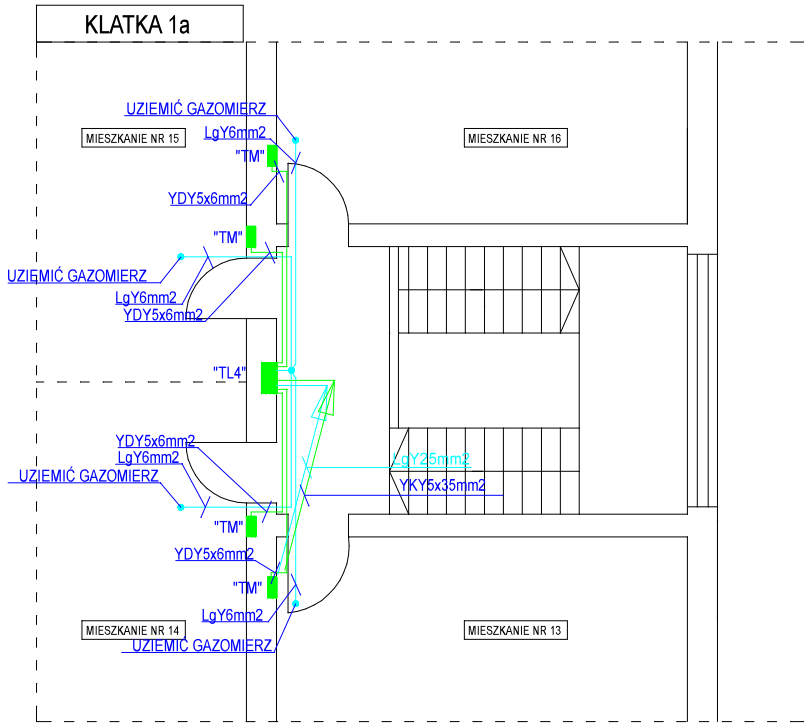 KLATKA 1a
UZIEMIĆ GAZOMIERZ
MIESZKANIE NR 15
LgY6mm2
MIESZKANIE NR 16
"TM"
YDY5x6mm2
"TM"
UZIEMIĆ GAZOMIERZ
LgY6mm2
YDY5x6mm2
"TL4"
YDY5x6mm2
LgY6mm2
LgY25mm2
UZIEMIĆ GAZOMIERZ
YKY5x35mm2
"TM"
YDY5x6mm2
"TM"
LgY6mm2
MIESZKANIE NR 14
MIESZKANIE NR 13
UZIEMIĆ GAZOMIERZ